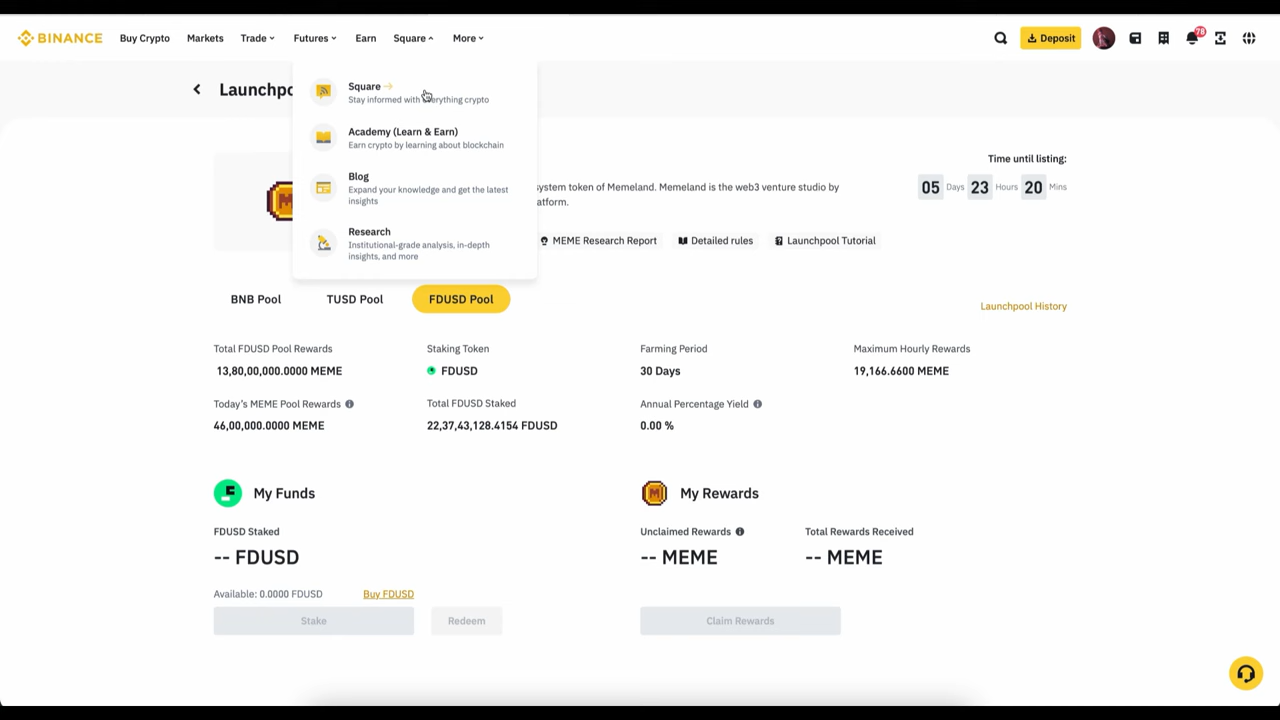 BINANCE
Buy Crypto
Markets
Trade
Futures
Earn
Square
More
Deposit
78
Launchpo
Square
Stay informed with everything crypto
Academy (Learn & Earn)
Earn crypto by learning about blockchain
Blog
Expand your knowledge and get the latest
insights
Research
Institutional-grade analysis, in-depth
insights, and more
Time until listing:
05 Days 23 Hours 20 Mins
ystem token of Memeland. Memeland is the web3 venture studio by
atform.
MEME Research Report
Detailed rules
Launchpool Tutorial
BNB Pool
TUSD Pool
FDUSD Pool
Launchpool History
Total FDUSD Pool Rewards
13,80,00,000.0000 MEME
Staking Token
FDUSD
Farming Period
30 Days
Maximum Hourly Rewards
19,166.6600 MEME
Today's MEME Pool Rewards
46,00,000.0000 MEME
Total FDUSD Staked
22,37,43,128.4154 FDUSD
Annual Percentage Yield
0.00 %
My Funds
FDUSD Staked
-- FDUSD
Available: 0.0000 FDUSD
Buy FDUSD
Stake
Redeem
My Rewards
Unclaimed Rewards
-- MEME
Total Rewards Received
-- MEME
Claim Rewards